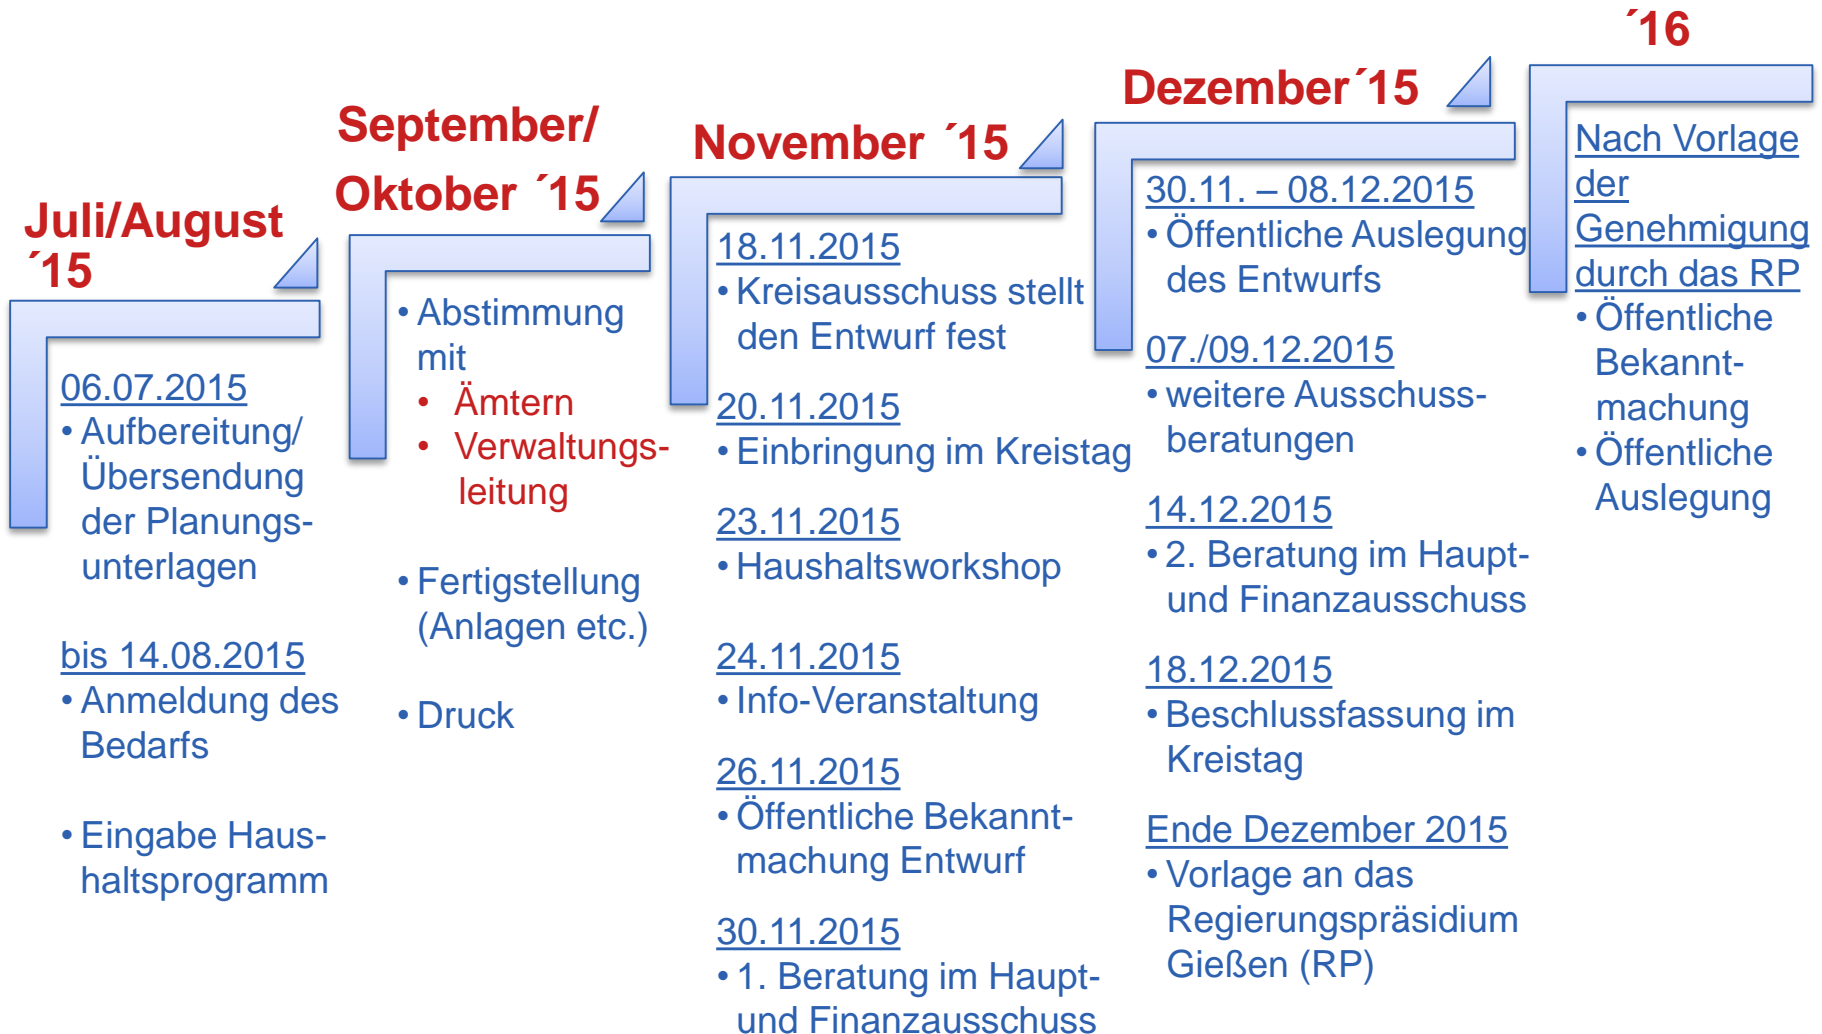 Juli/August
´15
06.07.2015
• Aufbereitung/
Übersendung
der Planungs-
unterlagen
bis 14.08.2015
• Anmeldung des
Bedarfs
• Eingabe Haus-
haltsprogramm
September/
Oktober ´15
• Abstimmung
mit
• Ämtern
• Verwaltungs-
leitung
• Fertigstellung
(Anlagen etc.)
• Druck
November ´15
18.11.2015
• Kreisausschuss stellt
den Entwurf fest
20.11.2015
• Einbringung im Kreistag
23.11.2015
• Haushaltsworkshop
24.11.2015
• Info-Veranstaltung
26.11.2015
• Öffentliche Bekannt-
machung Entwurf
30.11.2015
• 1. Beratung im Haupt-
und Finanzausschuss
Dezember´15
30.11. – 08.12.2015
• Öffentliche Auslegung
des Entwurfs
07./09.12.2015
• weitere Ausschuss-
beratungen
14.12.2015
• 2. Beratung im Haupt-
und Finanzausschuss
18.12.2015
• Beschlussfassung im
Kreistag
Ende Dezember 2015
• Vorlage an das
Regierungspräsidium
Gießen (RP)
´16
Nach Vorlage
der
Genehmigung
durch das RP
• Öffentliche
Bekannt-
machung
• Öffentliche
Auslegung